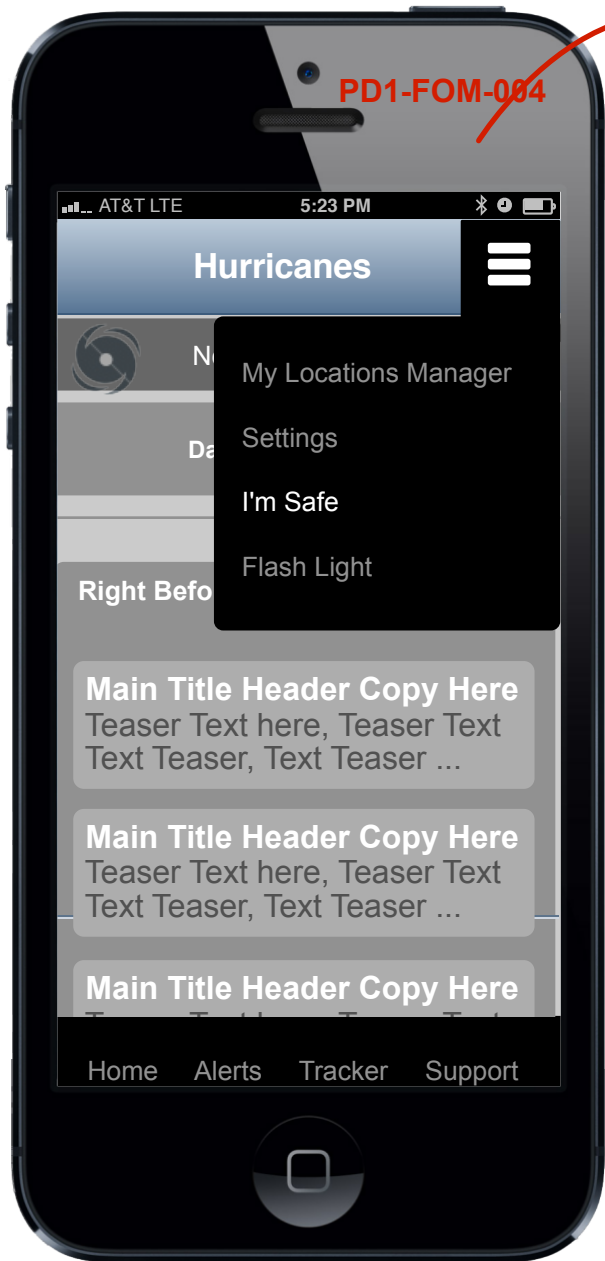 PD1-FOM-004
AT&T LTE 5:23 PM
Hurricanes
My Locations Manager
Settings
I'm Safe
Flash Light
Right Befo
Main Title Header Copy Here
Teaser Text here, Teaser Text
Text Teaser, Text Teaser ...
Main Title Header Copy Here
Teaser Text here, Teaser Text
Text Teaser, Text Teaser ...
Main Title Header Copy Here
Home Alerts Tracker Support